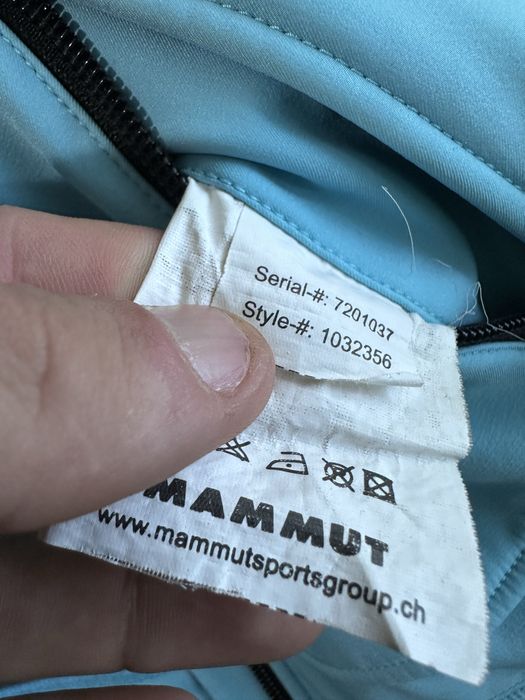 Serial-#: 7201037
Style-#: 1032356
MAMMUT
www.mammutsportsgroup.ch